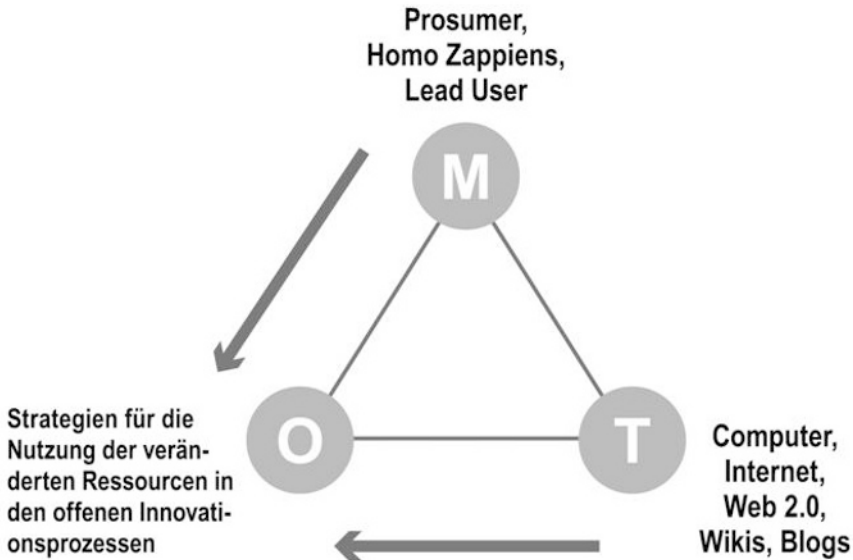 Prosumer,
Homo Zappiens,
Lead User
M
O
T
Strategien für die
Nutzung der verän-
derten Ressourcen in
den offenen Innovati-
onsprozessen
Computer,
Internet,
Web 2.0,
Wikis, Blogs